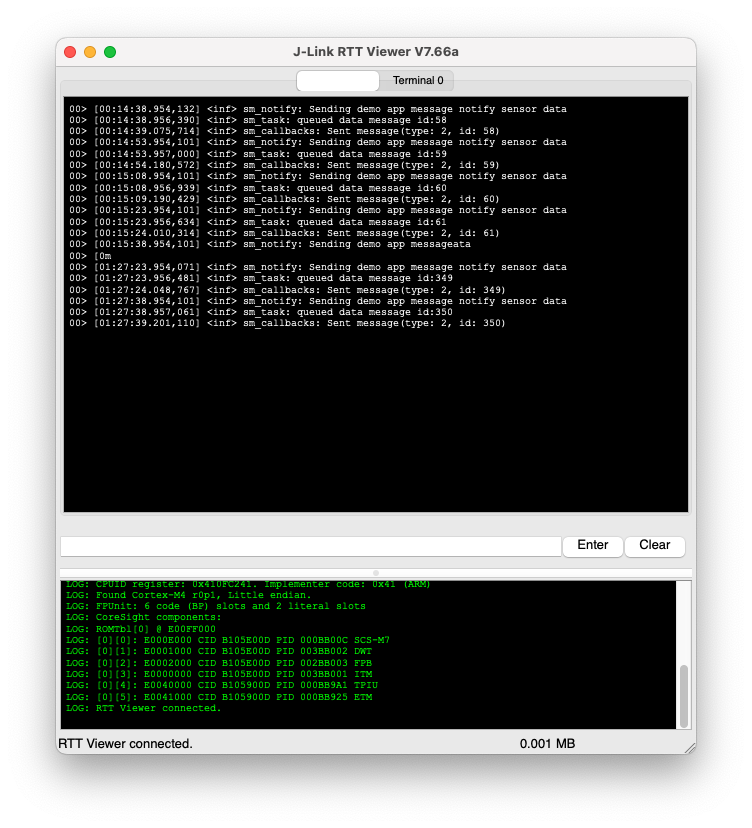 J-Link RTT Viewer V7.66a
Terminal 0
00> [00:14:38.954,132] <inf> sm_notify: Sending demo app message notify sensor data
00> [00:14:38.956,390] <inf> sm_task: queued data message id:58
00> [00:14:39.075,714] <inf> sm_callbacks: Sent message(type: 2, id: 58)
00> [00:14:53.954,101] <inf> sm_notify: Sending demo app message notify sensor data
00> [00:14:53.957,000] <inf> sm_task: queued data message id:59
00> [00:14:54.180,572] <inf> sm_callbacks: Sent message(type: 2, id: 59)
00> [00:15:08.954,101] <inf> sm_notify: Sending demo app message notify sensor data
00> [00:15:08.956,939] <inf> sm_task: queued data message id:60
00> [00:15:09.190,429] <inf> sm_callbacks: Sent message(type: 2, id: 60)
00> [00:15:23.954,101] <inf> sm_notify: Sending demo app message notify sensor data
00> [00:15:23.956,634] <inf> sm_task: queued data message id:61
00> [00:15:24.010,314] <inf> sm_callbacks: Sent message(type: 2, id: 61)
00> [00:15:38.954,101] <inf> sm_notify: Sending demo app messageata
00> [0m
00> [01:27:23.954,071] <inf> sm_notify: Sending demo app message notify sensor data
00> [01:27:23.956,481] <inf> sm_task: queued data message id:349
00> [01:27:24.048,767] <inf> sm_callbacks: Sent message(type: 2, id: 349)
00> [01:27:38.954,101] <inf> sm_notify: Sending demo app message notify sensor data
00> [01:27:38.957,061] <inf> sm_task: queued data message id:350
00> [01:27:39.201,110] <inf> sm_callbacks: Sent message(type: 2, id: 350)
Enter Clear
LOG: CPUID register: 0x410FC241. Implementer code: 0x41 (ARM)
LOG: Found Cortex-M4 r0p1, Little endian.
LOG: FPUnit: 6 code (BP) slots and 2 literal slots
LOG: CoreSight components:
LOG: ROMTbl[0] @ E00FF000
LOG: [0][0]: E000E000 CID B105E00D PID 000BB00C SCS-M7
LOG: [0][1]: E0001000 CID B105E00D PID 003BB002 DWT
LOG: [0][2]: E0002000 CID B105E00D PID 002BB003 FPB
LOG: [0][3]: E0000000 CID B105E00D PID 003BB001 ITM
LOG: [0][4]: E0040000 CID B105900D PID 000BB9A1 TPIU
LOG: [0][5]: E0041000 CID B105900D PID 000BB925 ETM
LOG: RTT Viewer connected.
RTT Viewer connected. 0.001 MB